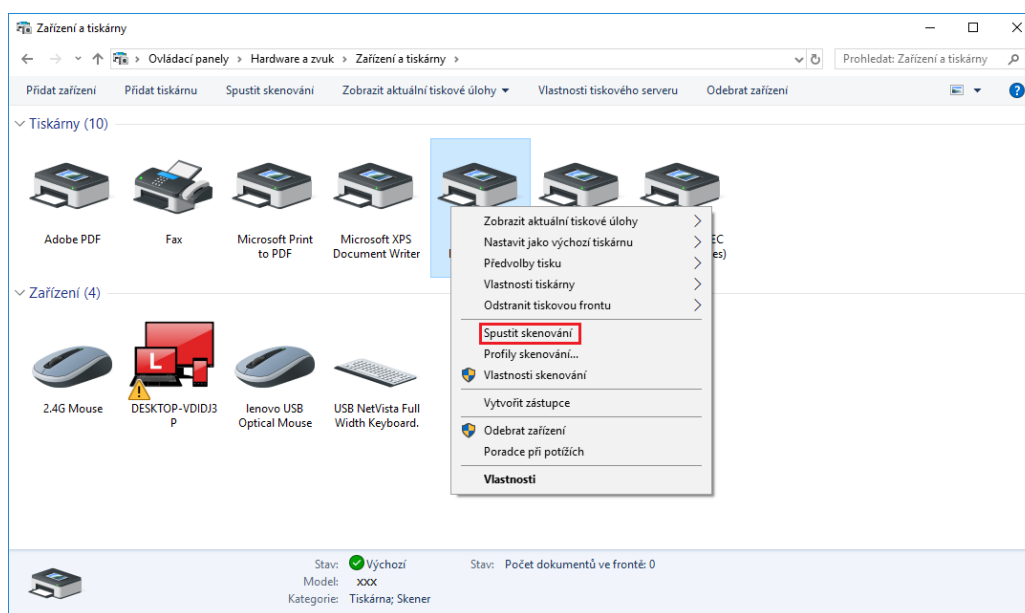 Zařízení a tiskárny
Ovládací panely > Hardware a zvuk > Zařízení a tiskárny >
Prohledat: Zařízení a tiskárny
Přidat zařízení Přidat tiskárnu Spustit skenování Zobrazit aktuální tiskové úlohy Vlastnosti tiskového serveru Odebrat zařízení
Tiskárny (10)
Adobe PDF
Fax
Microsoft Print
to PDF
Microsoft XPS
Document Writer
Zobrazit aktuální tiskové úlohy
Nastavit jako výchozí tiskárnu
Předvolby tisku
Vlastnosti tiskárny
Odstranit tiskovou frontu
Spustit skenování
Profily skenování...
Vlastnosti skenování
Vytvořit zástupce
Odebrat zařízení
Poradce při potížích
Vlastnosti
Zařízení (4)
2.4G Mouse
DESKTOP-VDIDJ3
P
lenovo USB
Optical Mouse
USB NetVista Full
Width Keyboard.
Stav: Výchozí
Model: xxx
Kategorie: Tiskárna; Skener
Stav: Počet dokumentů ve frontě: 0